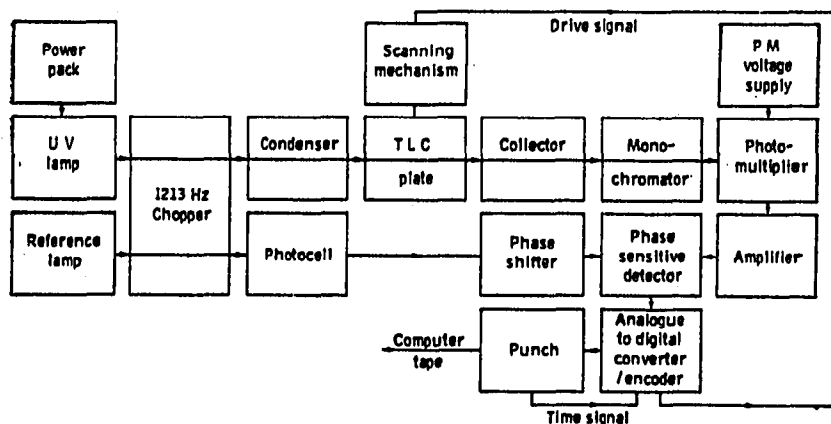 Drive signal
Power
pack
Scanning
mechanism
P M
voltage
supply
U V
lamp
1213 Hz
Chopper
Condenser
T L C
plate
Collector
Mono-
chromator
Photo-
multiplier
Reference
lamp
Photocell
Phase
shifter
Phase
sensitive
detector
Amplifier
Computer
tape
Punch
Analogue
to digital
converter
/encoder
Time signal